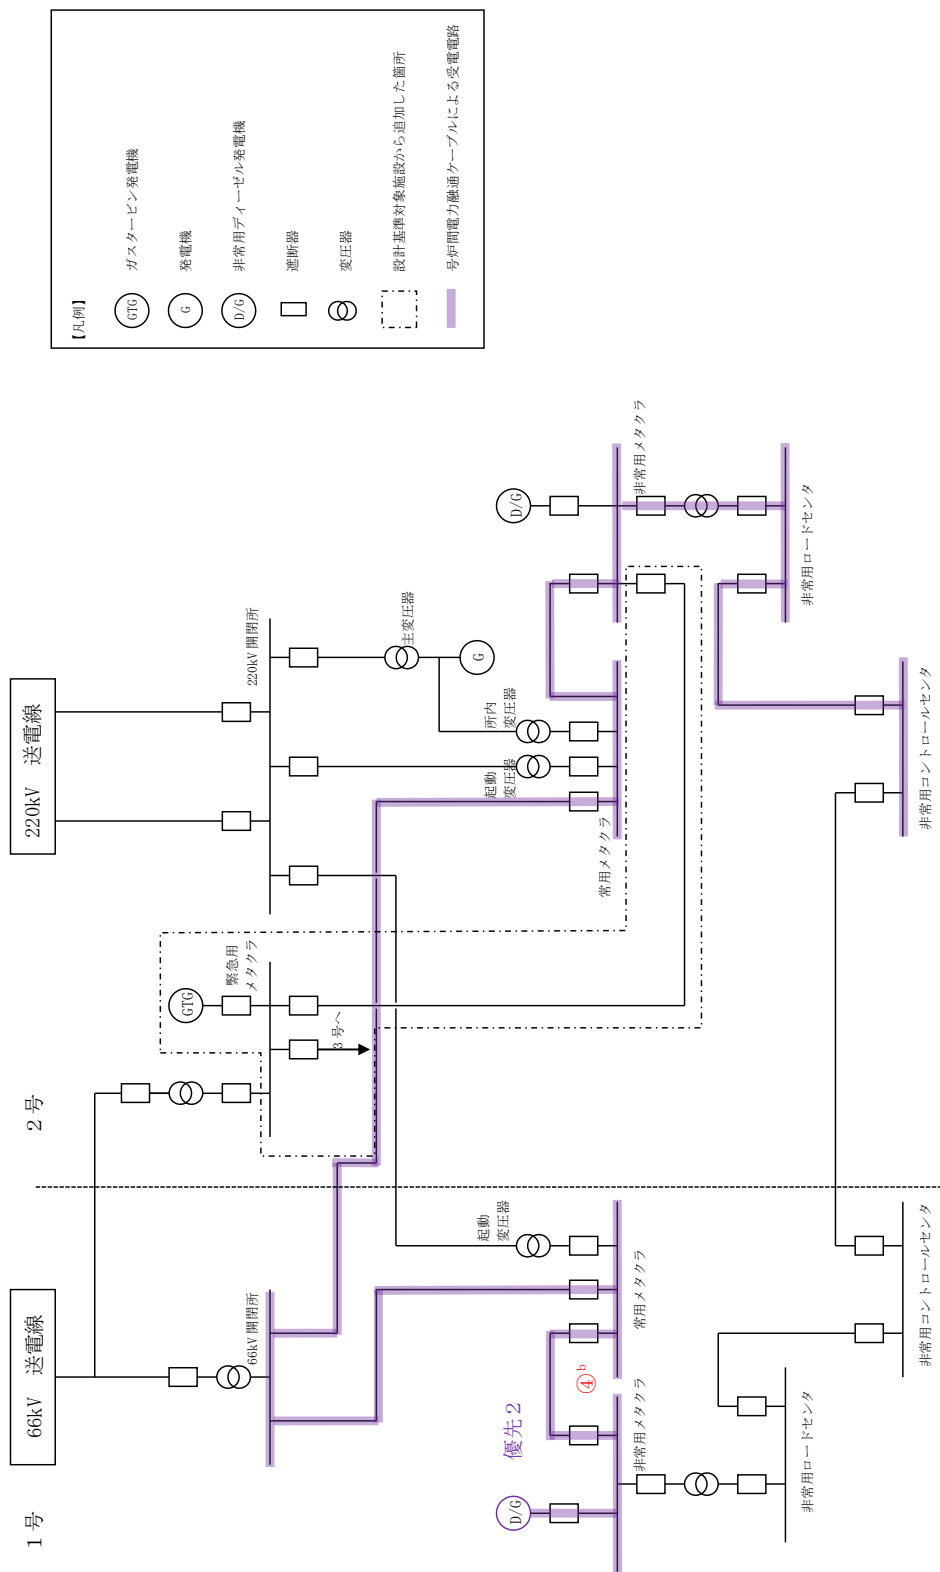 【凡例】
GTG ガスタービン発電機
G 発電機
D/G 非常用ディーゼル発電機
遮断器
変圧器
設計基準対象施設から追加した箇所
号炉間電力融通ケーブルによる受電電路
1号
2号
66kV 送電線
220kV 送電線
66kV 開閉所
220kV 開閉所
GTG
緊急用
メタクラ
3号へ
主変圧器
G
所内
変圧器
起動
変圧器
常用メタクラ
D/G
非常用メタクラ
非常用ロードセンタ
非常用コントロールセンタ
起動
変圧器
常用メタクラ
④b
優先2
D/G
非常用メタクラ
非常用ロードセンタ
非常用コントロールセンタ